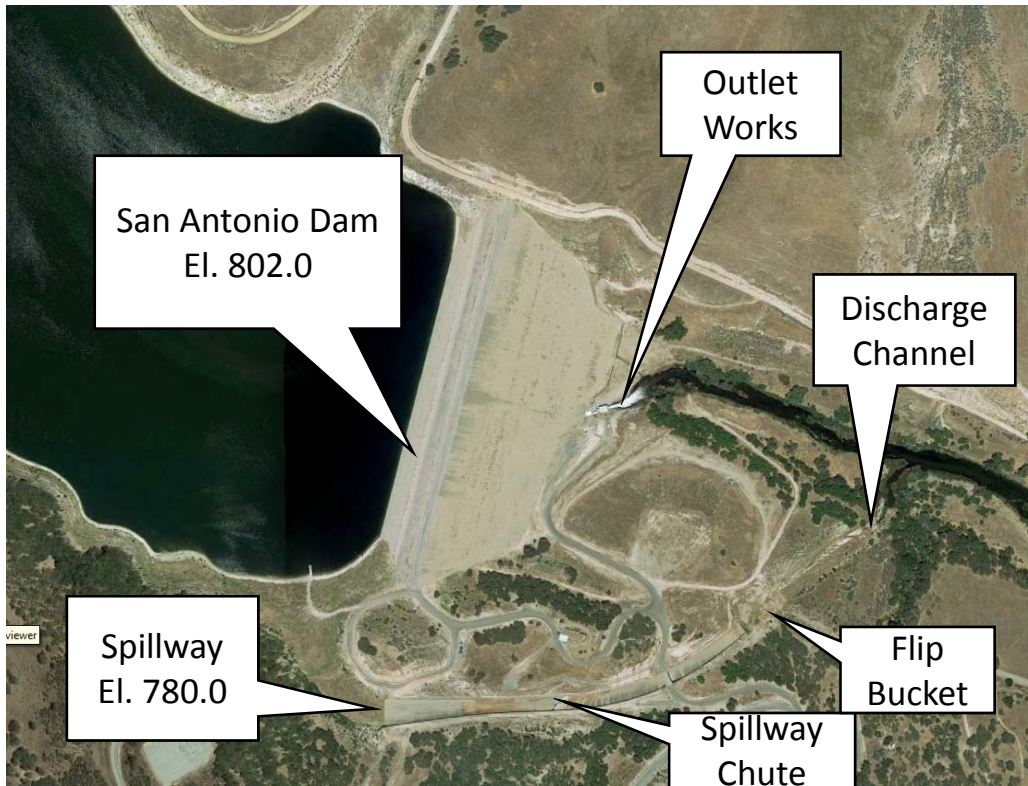 Outlet
Works
San Antonio Dam
El. 802.0
Discharge
Channel
viewer
Spillway
El. 780.0
Flip
Bucket
Spillway
Chute